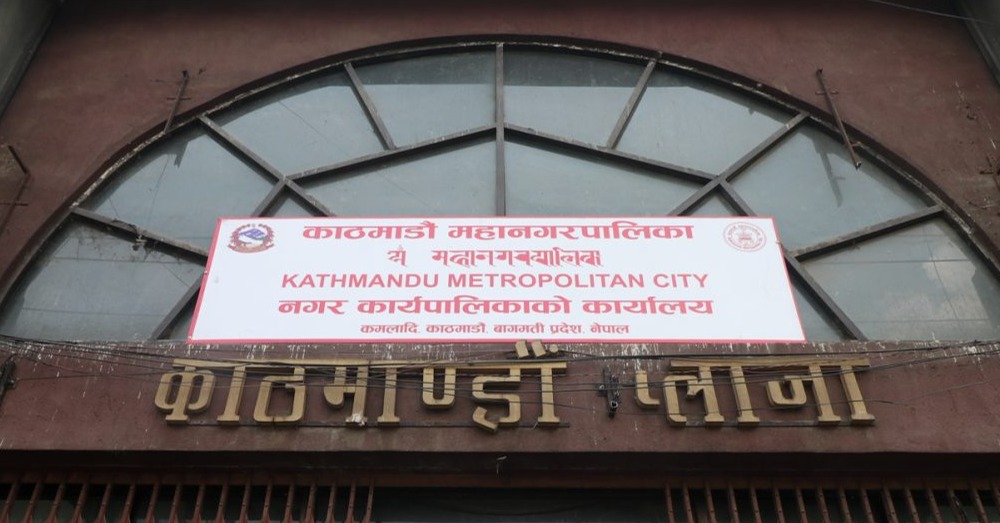 काठमाडौँ महानगरपालिका
KATHMANDU METROPOLITAN CITY
नगर कार्यपालिकाको कार्यालय
कमलादि, काठमाडौं, बागमती प्रदेश, नेपाल
काठमाण्डौं प्लाजा